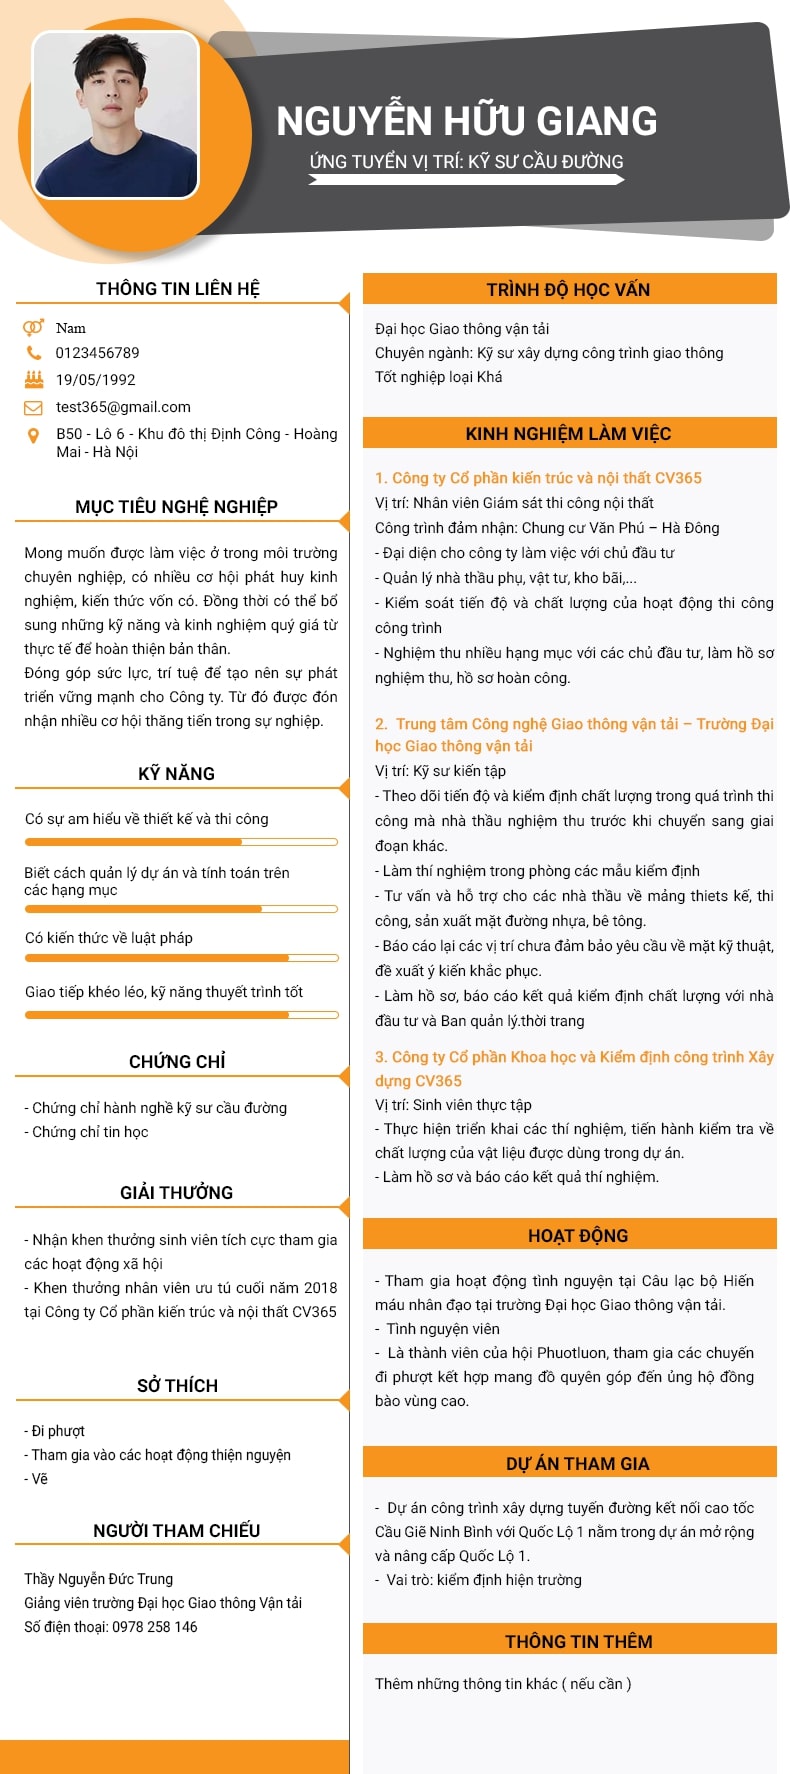 NGUYỄN HỮU GIANG
ỨNG TUYỂN VỊ TRÍ: KỸ SƯ CẦU ĐƯỜNG
THÔNG TIN LIÊN HỆ
Nam
0123456789
19/05/1992
test365@gmail.com
B50 - Lô 6 - Khu đô thị Định Công - Hoàng
Mai - Hà Nội
MỤC TIÊU NGHỀ NGHIỆP
Mong muốn được làm việc ở trong môi trường
chuyên nghiệp, có nhiều cơ hội phát huy kinh
nghiệm, kiến thức vốn có. Đồng thời có thể bổ
sung những kỹ năng và kinh nghiệm quý giá từ
thực tế để hoàn thiện bản thân.
Đóng góp sức lực, trí tuệ để tạo nên sự phát
triển vững mạnh cho Công ty. Từ đó được đón
nhận nhiều cơ hội thăng tiến trong sự nghiệp.
KỸ NĂNG
Có sự am hiểu về thiết kế và thi công
Biết cách quản lý dự án và tính toán trên
các hạng mục
Có kiến thức về luật pháp
Giao tiếp khéo léo, kỹ năng thuyết trình tốt
CHỨNG CHỈ
- Chứng chỉ hành nghề kỹ sư cầu đường
- Chứng chỉ tin học
GIẢI THƯỞNG
- Nhận khen thưởng sinh viên tích cực tham gia
các hoạt động xã hội
- Khen thưởng nhân viên ưu tú cuối năm 2018
tại Công ty Cổ phần kiến trúc và nội thất CV365
SỞ THÍCH
- Đi phượt
- Tham gia vào các hoạt động thiện nguyện
- Vẽ
NGƯỜI THAM CHIẾU
Thầy Nguyễn Đức Trung
Giảng viên trường Đại học Giao thông Vận tải
Số điện thoại: 0978 258 146
TRÌNH ĐỘ HỌC VẤN
Đại học Giao thông vận tải
Chuyên ngành: Kỹ sư xây dựng công trình giao thông
Tốt nghiệp loại Khá
KINH NGHIỆM LÀM VIỆC
1. Công ty Cổ phần kiến trúc và nội thất CV365
Vị trí: Nhân viên Giám sát thi công nội thất
Công trình đảm nhận: Chung cư Văn Phú – Hà Đông
- Đại diện cho công ty làm việc với chủ đầu tư
- Quản lý nhà thầu phụ, vật tư, kho bãi,...
- Kiểm soát tiến độ và chất lượng của hoạt động thi công
công trình
- Nghiệm thu nhiều hạng mục với các chủ đầu tư, làm hồ sơ
nghiệm thu, hồ sơ hoàn công.
2. Trung tâm Công nghệ Giao thông vận tải – Trường Đại
học Giao thông vận tải
Vị trí: Kỹ sư kiến tập
- Theo dõi tiến độ và kiểm định chất lượng trong quá trình thi
công mà nhà thầu nghiệm thu trước khi chuyển sang giai
đoạn khác.
- Làm thí nghiệm trong phòng các mẫu kiểm định
- Tư vấn và hỗ trợ cho các nhà thầu về mảng thiets kế, thi
công, sản xuất mặt đường nhựa, bê tông.
- Báo cáo lại các vị trí chưa đảm bảo yêu cầu về mặt kỹ thuật,
đề xuất ý kiến khắc phục.
- Làm hồ sơ, báo cáo kết quả kiểm định chất lượng với nhà
đầu tư và Ban quản lý.thời trang
3. Công ty Cổ phần Khoa học và Kiểm định công trình Xây
dựng CV365
Vị trí: Sinh viên thực tập
- Thực hiện triển khai các thí nghiệm, tiến hành kiểm tra về
chất lượng của vật liệu được dùng trong dự án.
- Làm hồ sơ và báo cáo kết quả thí nghiệm.
HOẠT ĐỘNG
- Tham gia hoạt động tình nguyện tại Câu lạc bộ Hiến
máu nhân đạo tại trường Đại học Giao thông vận tải.
- Tình nguyện viên
- Là thành viên của hội Phuotluon, tham gia các chuyến
đi phượt kết hợp mang đồ quyên góp đến ủng hộ đồng
bào vùng cao.
DỰ ÁN THAM GIA
- Dự án công trình xây dựng tuyến đường kết nối cao tốc
Cầu Giẽ Ninh Bình với Quốc Lộ 1 nằm trong dự án mở rộng
và nâng cấp Quốc Lộ 1.
- Vai trò: kiểm định hiện trường
THÔNG TIN THÊM
Thêm những thông tin khác ( nếu cần )